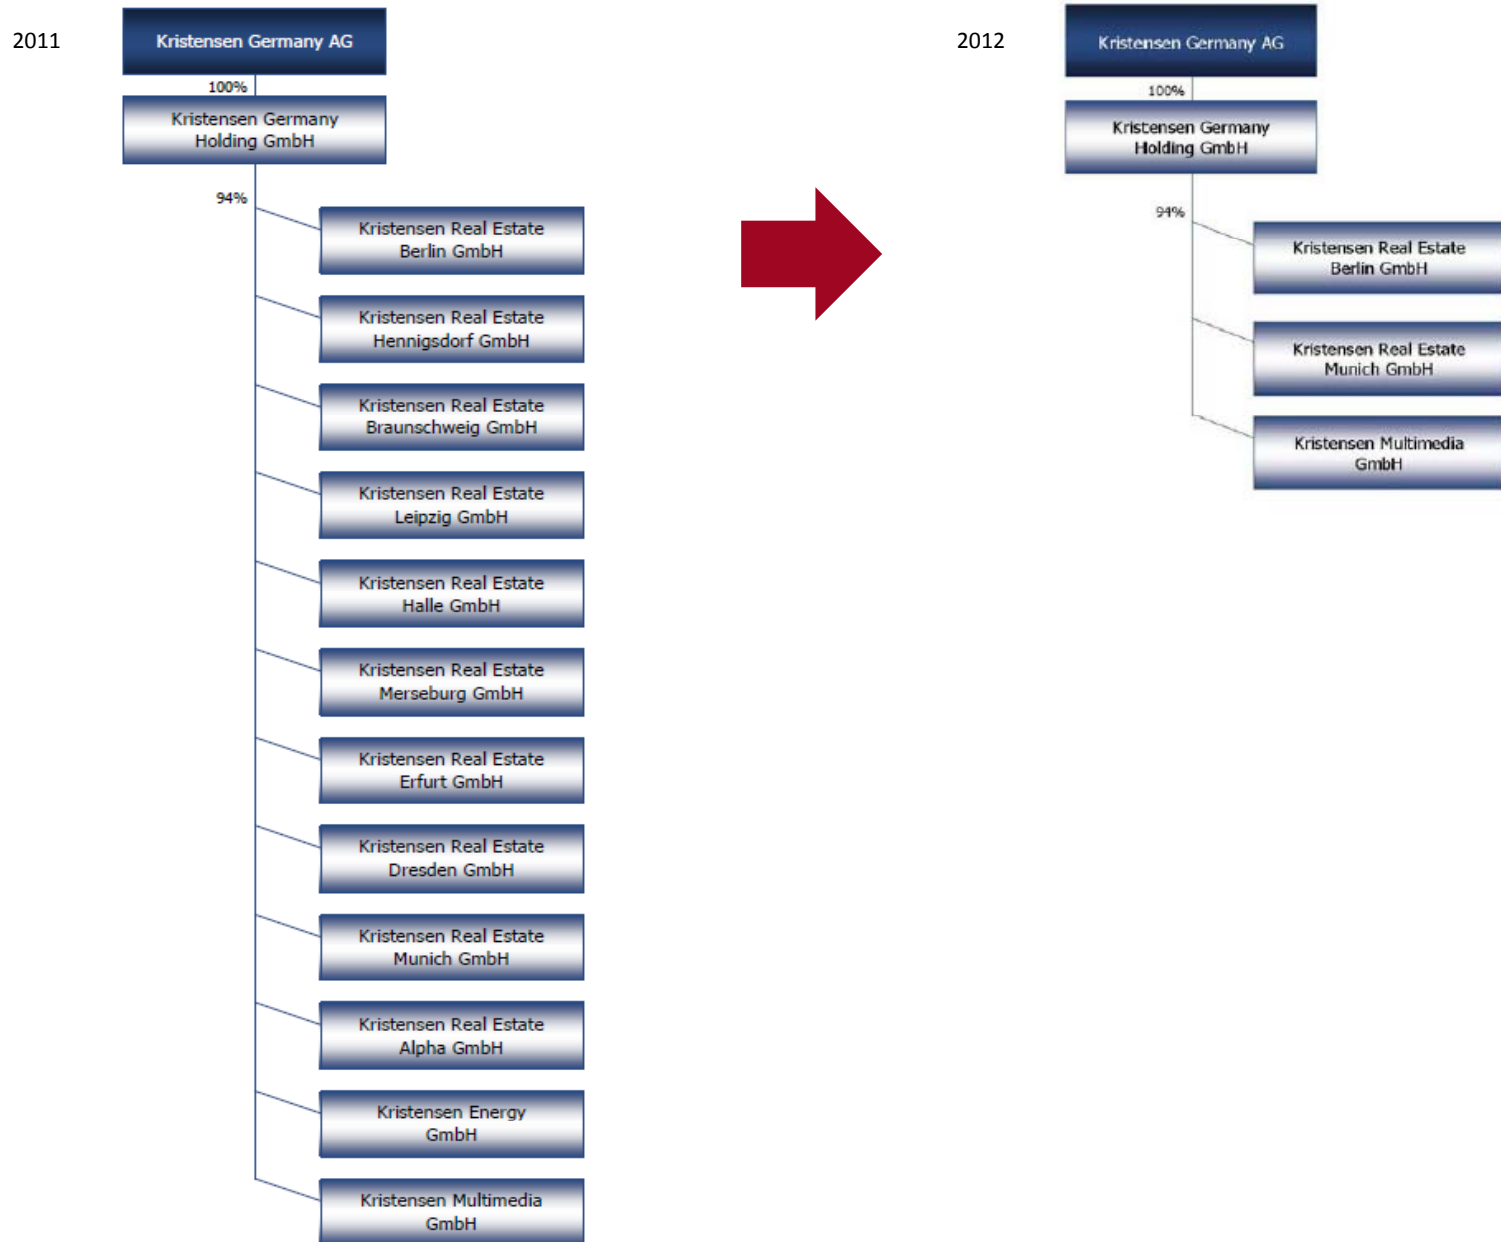 2011
Kristensen Germany AG
100%
Kristensen Germany
Holding GmbH
94%
Kristensen Real Estate
Berlin GmbH
Kristensen Real Estate
Hennigsdorf GmbH
Kristensen Real Estate
Braunschweig GmbH
Kristensen Real Estate
Leipzig GmbH
Kristensen Real Estate
Halle GmbH
Kristensen Real Estate
Merseburg GmbH
Kristensen Real Estate
Erfurt GmbH
Kristensen Real Estate
Dresden GmbH
Kristensen Real Estate
Munich GmbH
Kristensen Real Estate
Alpha GmbH
Kristensen Energy
GmbH
Kristensen Multimedia
GmbH
2012
Kristensen Germany AG
100%
Kristensen Germany
Holding GmbH
94%
Kristensen Real Estate
Berlin GmbH
Kristensen Real Estate
Munich GmbH
Kristensen Multimedia
GmbH